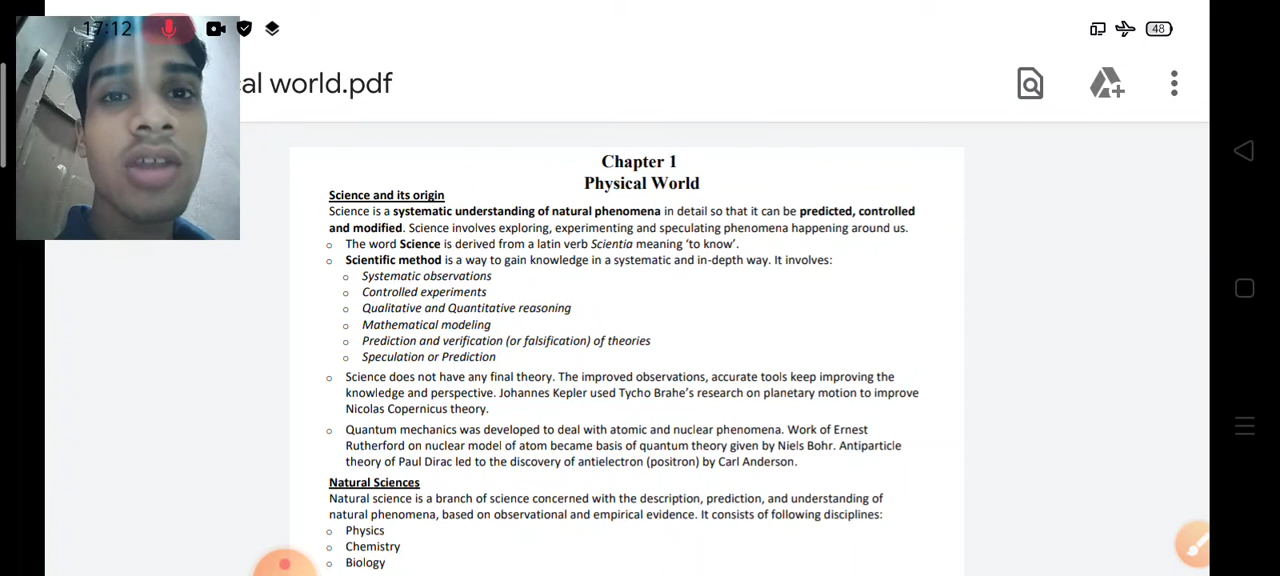 17:12
48
cal world.pdf
Chapter 1
Physical World
Science and its origin
Science is a systematic understanding of natural phenomena in detail so that it can be predicted, controlled
and modified. Science involves exploring, experimenting and speculating phenomena happening around us.
o The word Science is derived from a latin verb Scientia meaning ‘to know’.
o Scientific method is a way to gain knowledge in a systematic and in-depth way. It involves:
o Systematic observations
o Controlled experiments
o Qualitative and Quantitative reasoning
o Mathematical modeling
o Prediction and verification (or falsification) of theories
o Speculation or Prediction
o Science does not have any final theory. The improved observations, accurate tools keep improving the
knowledge and perspective. Johannes Kepler used Tycho Brahe’s research on planetary motion to improve
Nicolas Copernicus theory.
o Quantum mechanics was developed to deal with atomic and nuclear phenomena. Work of Ernest
Rutherford on nuclear model of atom became basis of quantum theory given by Niels Bohr. Antiparticle
theory of Paul Dirac led to the discovery of antielectron (positron) by Carl Anderson.
Natural Sciences
Natural science is a branch of science concerned with the description, prediction, and understanding of
natural phenomena, based on observational and empirical evidence. It consists of following disciplines:
o Physics
o Chemistry
o Biology